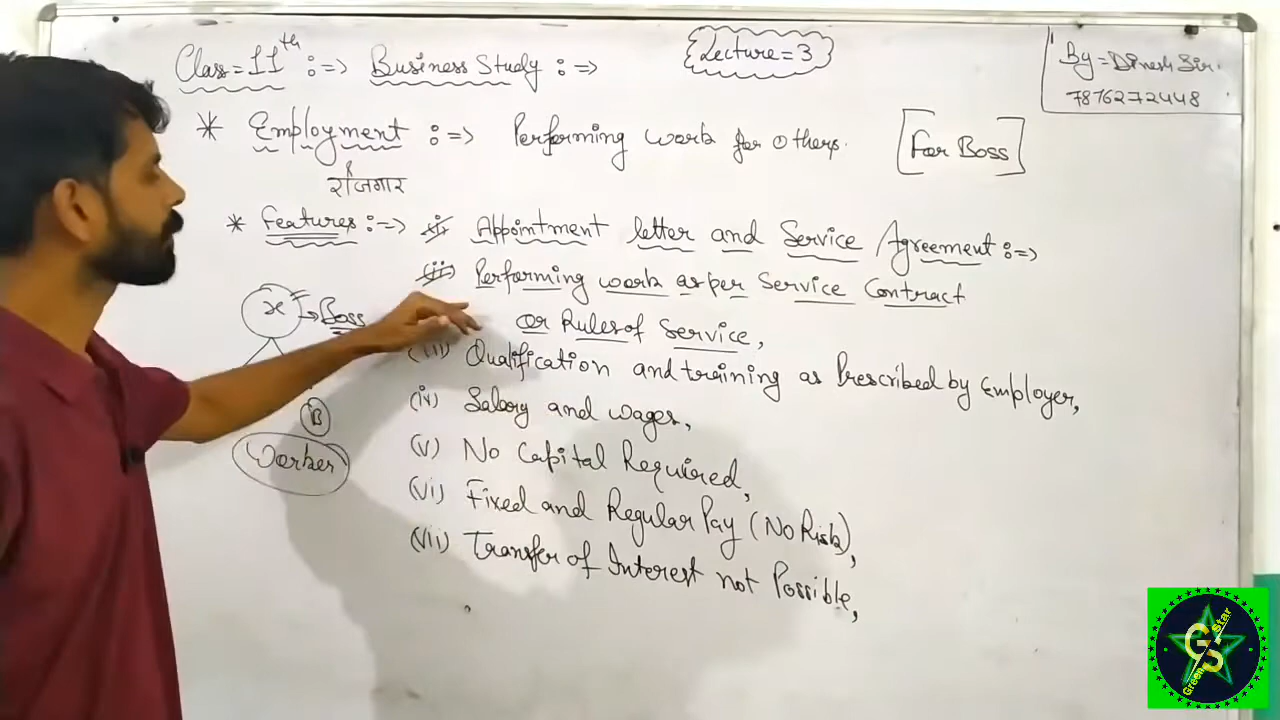 Class = 11th :=> Business Study :=>
Lecture = 3
By = Dinesh Sir.
7876272448
* Employment :=> Performing work for others. [For Boss]
रोजगार
* Features :=> (i) Appointment letter and Service Agreement :=>
(ii) Performing work as per Service Contract
or Rules of Service,
x → Boss
(iii) Qualification and training as Prescribed by Employer,
(iv) Salary and wages,
B
Worker
(v) No Capital Required,
(vi) Fixed and Regular Pay (No Risk),
(vii) Transfer of Interest not Possible,
GS
Green Star